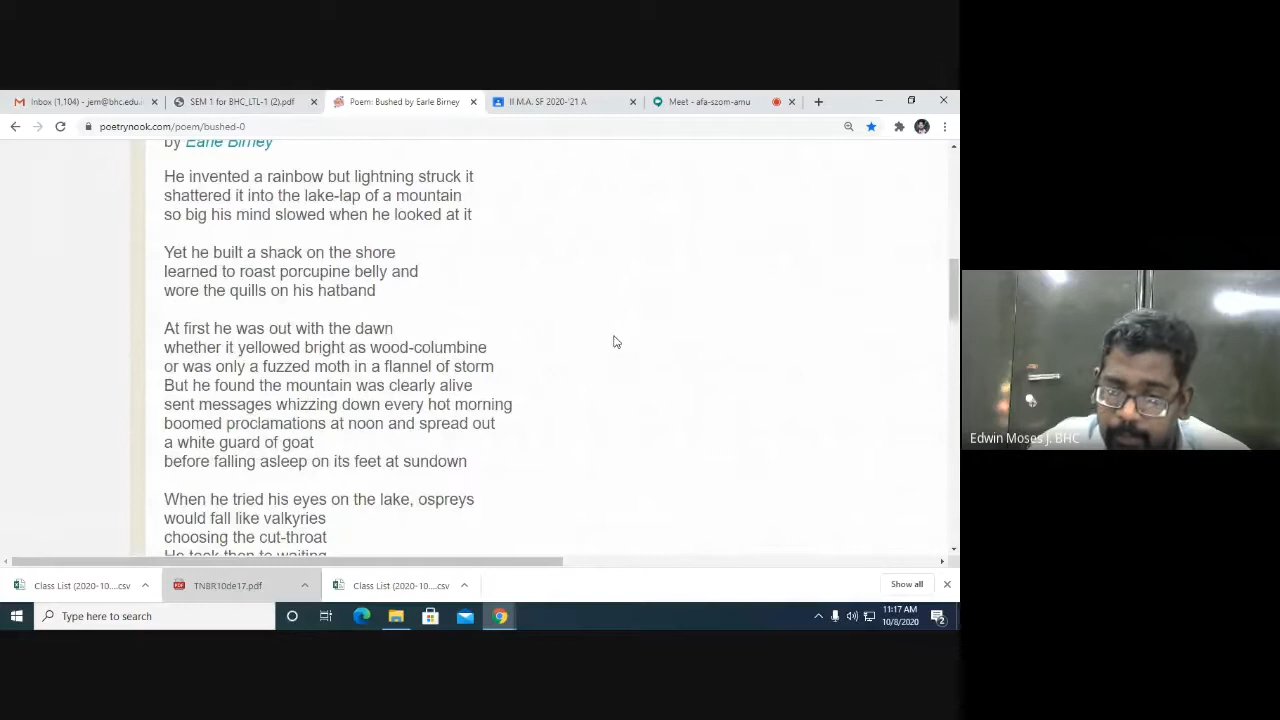 Inbox (1,104) - jem@bhc.edu.i
SEM 1 for BHC_LTL-1 (2).pdf
Poem: Bushed by Earle Birney
II M.A. SF 2020-'21 A
Meet - afa-szom-amu
poetrynook.com/poem/bushed-0
by Earle Birney
He invented a rainbow but lightning struck it
shattered it into the lake-lap of a mountain
so big his mind slowed when he looked at it
Yet he built a shack on the shore
learned to roast porcupine belly and
wore the quills on his hatband
At first he was out with the dawn
whether it yellowed bright as wood-columbine
or was only a fuzzed moth in a flannel of storm
But he found the mountain was clearly alive
sent messages whizzing down every hot morning
boomed proclamations at noon and spread out
a white guard of goat
before falling asleep on its feet at sundown
When he tried his eyes on the lake, ospreys
would fall like valkyries
choosing the cut-throat
He took then to waiting
Edwin Moses J. BHC
Class List (2020-10....csv
TNBR10de17.pdf
Class List (2020-10....csv
Show all
Type here to search
11:17 AM
10/8/2020
2